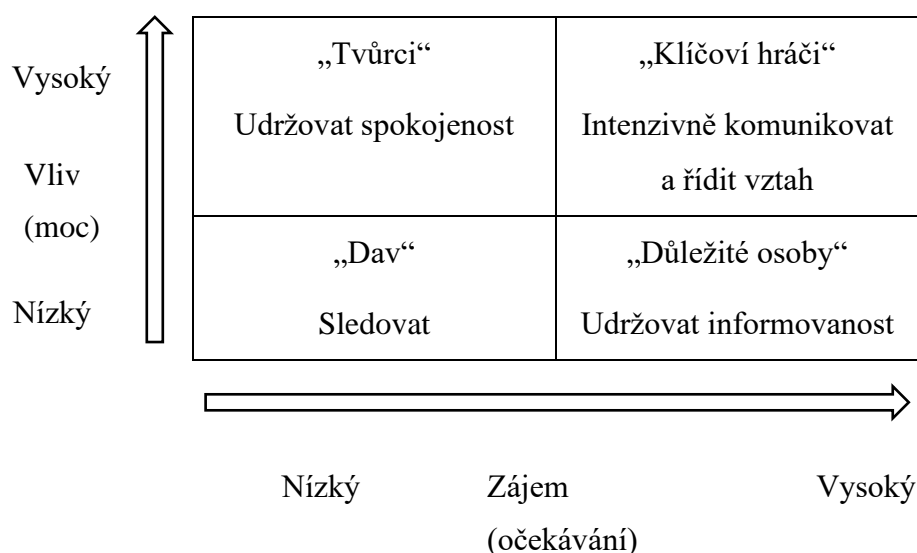 „Tvůrci“
Udržovat spokojenost
„Klíčoví hráči“
Intenzivně komunikovat
a řídit vztah
Vysoký
Vliv
(moc)
Nízký
„Dav“
Sledovat
„Důležité osoby“
Udržovat informovanost
Nízký
Zájem
(očekávání)
Vysoký